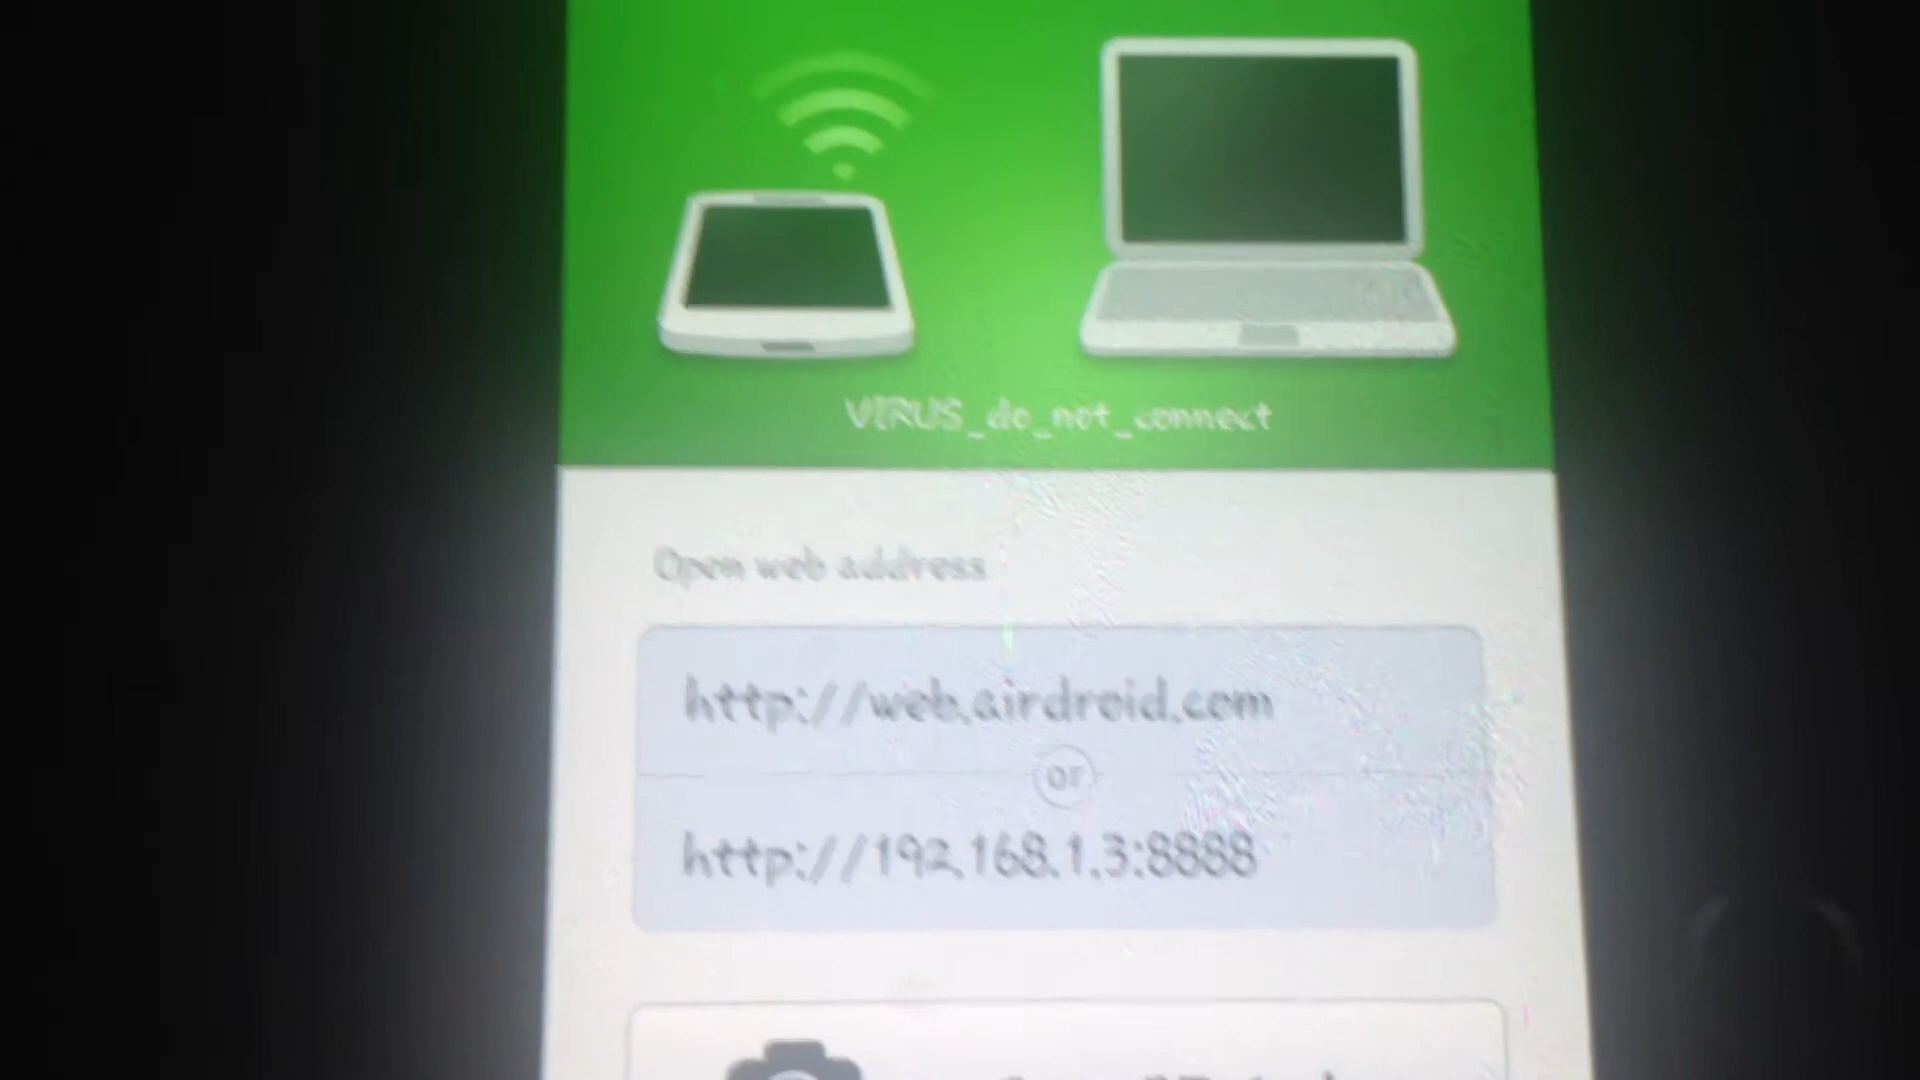 VIRUS_do_not_connect
Open web address
http://web.airdroid.com
or
http://192.168.1.3:8888